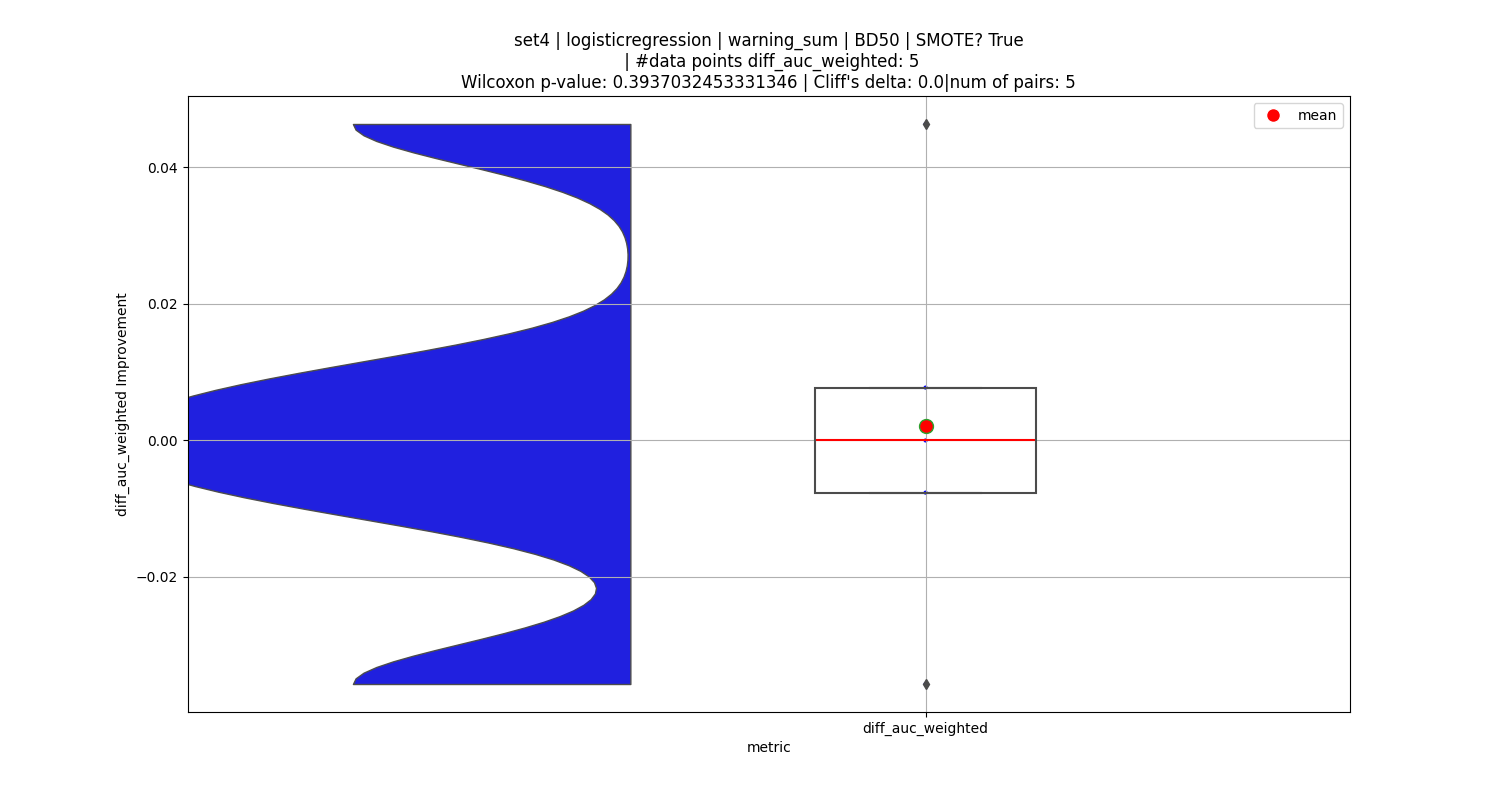 set4 | logisticregression | warning_sum | BD50 | SMOTE? True
| #data points diff_auc_weighted: 5
Wilcoxon p-value: 0.3937032453331346 | Cliff's delta: 0.0|num of pairs: 5
mean
0.04
0.02
0.00
−0.02
diff_auc_weighted Improvement
diff_auc_weighted
metric